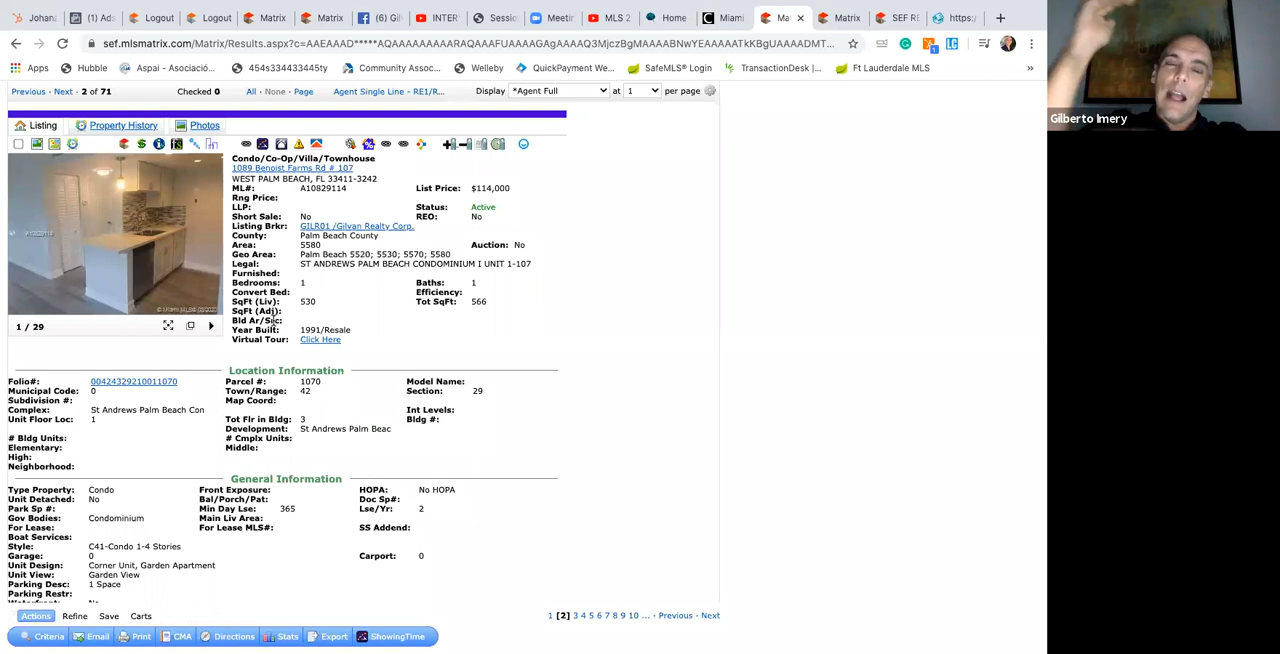 Johana
(1) Ads
Logout
Logout
Matrix
Matrix
(6) Gil
INTER
Sessio
Meetir
MLS 2
Home
Miami
Mat
Matrix
SEF RE
https:/
sef.mlsmatrix.com/Matrix/Results.aspx?c=AAEAAAD*****AQAAAAAAAAARAQAAAFUAAAAGAgAAAAQ3MjczBgMAAAABNwYEAAAAATkKBgUAAAADMT...
Apps
Hubble
Aspai - Asociació...
454s334433445ty
Community Assoc...
Welleby
QuickPayment We...
SafeMLS® Login
TransactionDesk |...
Ft Lauderdale MLS
»
Previous · Next · 2 of 71
Checked 0
All · None · Page
Agent Single Line - RE1/R...
Display *Agent Full at 1 per page
Listing
Property History
Photos
Condo/Co-Op/Villa/Townhouse
1089 Benoist Farms Rd # 107
WEST PALM BEACH, FL 33411-3242
ML#: A10829114 List Price: $114,000
Rng Price:
LLP: Status: Active
Short Sale: No REO: No
Listing Brkr: GILR01 /Gilvan Realty Corp.
County: Palm Beach County
Area: 5580 Auction: No
Geo Area: Palm Beach 5520; 5530; 5570; 5580
Legal: ST ANDREWS PALM BEACH CONDOMINIUM I UNIT 1-107
Furnished:
Bedrooms: 1 Baths: 1
Convert Bed: Efficiency:
SqFt (Liv): 530 Tot SqFt: 566
SqFt (Adj):
Bld Ar/Src:
Year Built: 1991/Resale
Virtual Tour: Click Here
1 / 29
Location Information
Folio#: 00424329210011070 Parcel #: 1070 Model Name:
Municipal Code: 0 Town/Range: 42 Section: 29
Subdivision #: Map Coord:
Complex: St Andrews Palm Beach Con Int Levels:
Unit Floor Loc: 1 Tot Flr in Bldg: 3 Bldg #:
Development: St Andrews Palm Beac
# Bldg Units: # Cmplx Units:
Elementary: Middle:
High:
Neighborhood:
General Information
Type Property: Condo Front Exposure: HOPA: No HOPA
Unit Detached: No Bal/Porch/Pat: Doc Sp#:
Park Sp #: Min Day Lse: 365 Lse/Yr: 2
Gov Bodies: Condominium Main Liv Area:
For Lease: For Lease MLS#: SS Addend:
Boat Services:
Style: C41-Condo 1-4 Stories
Garage: 0 Carport: 0
Unit Design: Corner Unit, Garden Apartment
Unit View: Garden View
Parking Desc: 1 Space
Parking Restr:
Actions Refine Save Carts
1 [2] 3 4 5 6 7 8 9 10 ... · Previous · Next
Criteria Email Print CMA Directions Stats Export ShowingTime
Gilberto Imery